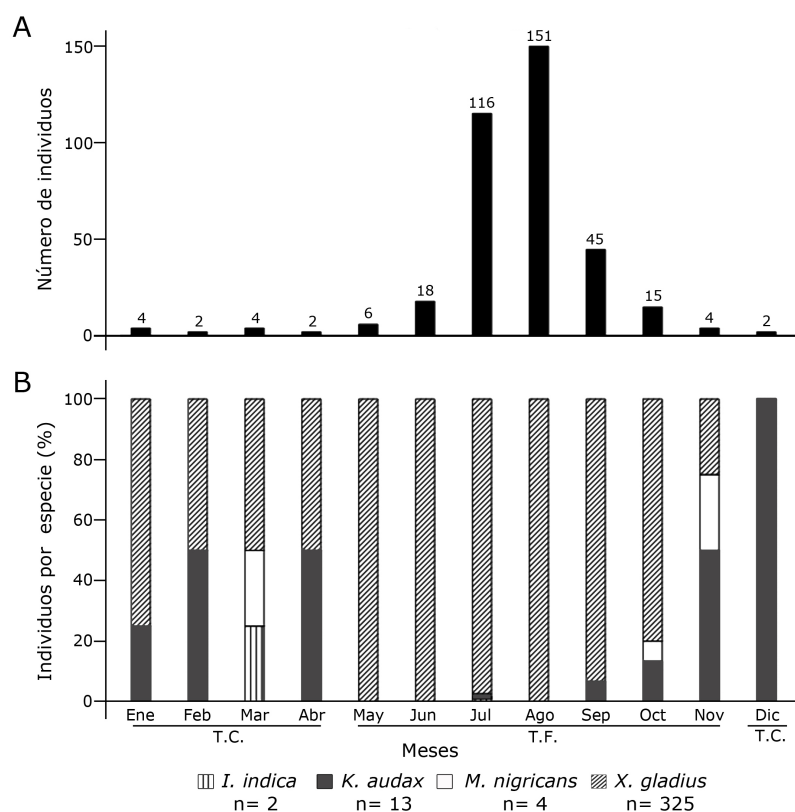 A
Número de individuos
150
100
50
0
4 2 4 2 6 18 116 151 45 15 4 2
B
Individuos por especie (%)
100
80
60
40
20
0
Ene Feb Mar Abr May Jun Jul Ago Sep Oct Nov Dic
T.C. T.F. T.C.
Meses
I. indica K. audax M. nigricans X. gladius
n= 2 n= 13 n= 4 n= 325